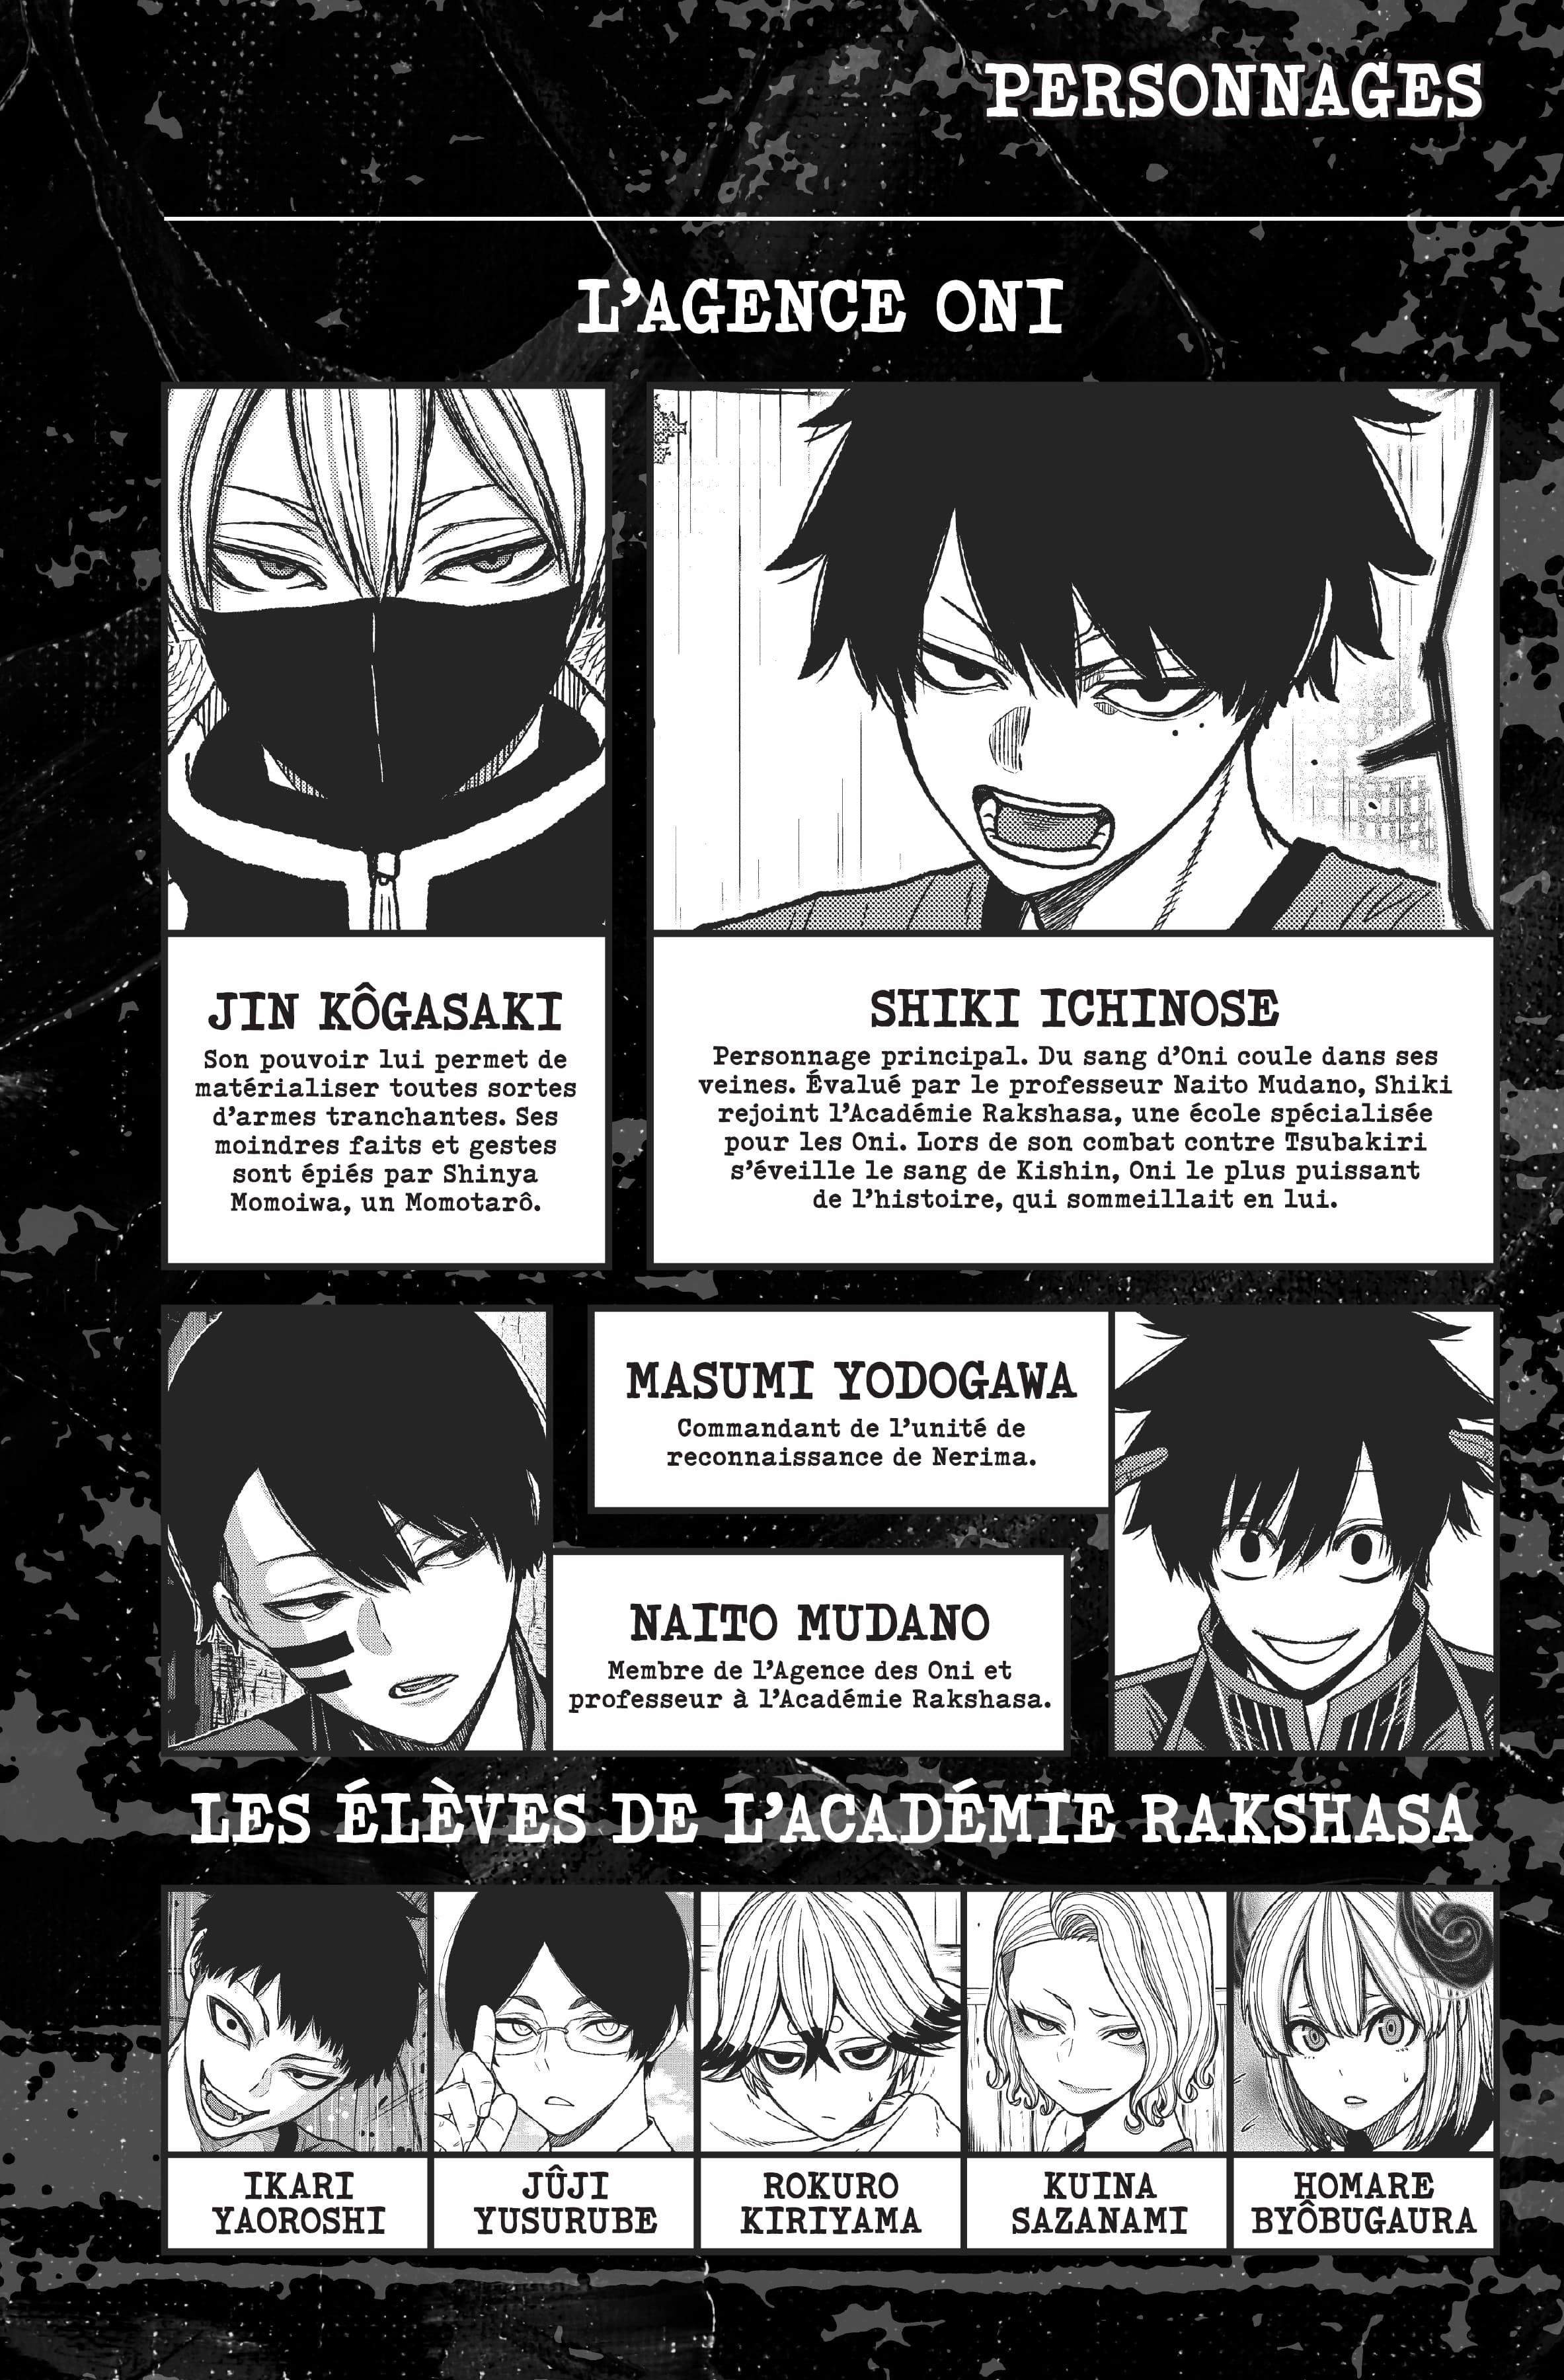 PERSONNAGES
L'AGENCE ONI
JIN KÔGASAKI
Son pouvoir lui permet de
matérialiser toutes sortes
d'armes tranchantes. Ses
moindres faits et gestes
sont épiés par Shinya
Momoiwa, un Momotarô.
SHIKI ICHINOSE
Personnage principal. Du sang d'Oni coule dans ses
veines. Évalué par le professeur Naito Mudano, Shiki
rejoint l'Académie Rakshasa, une école spécialisée
pour les Oni. Lors de son combat contre Tsubakiri
s'éveille le sang de Kishin, Oni le plus puissant
de l'histoire, qui sommeillait en lui.
MASUMI YODOGAWA
Commandant de l'unité de
reconnaissance de Nerima.
NAITO MUDANO
Membre de l'Agence des Oni et
professeur à l'Académie Rakshasa.
LES ÉLÈVES DE L'ACADÉMIE RAKSHASA
IKARI
YAOROSHI
JÛJI
YUSURUBE
ROKURO
KIRIYAMA
KUINA
SAZANAMI
HOMARE
BYÔBUGAURA